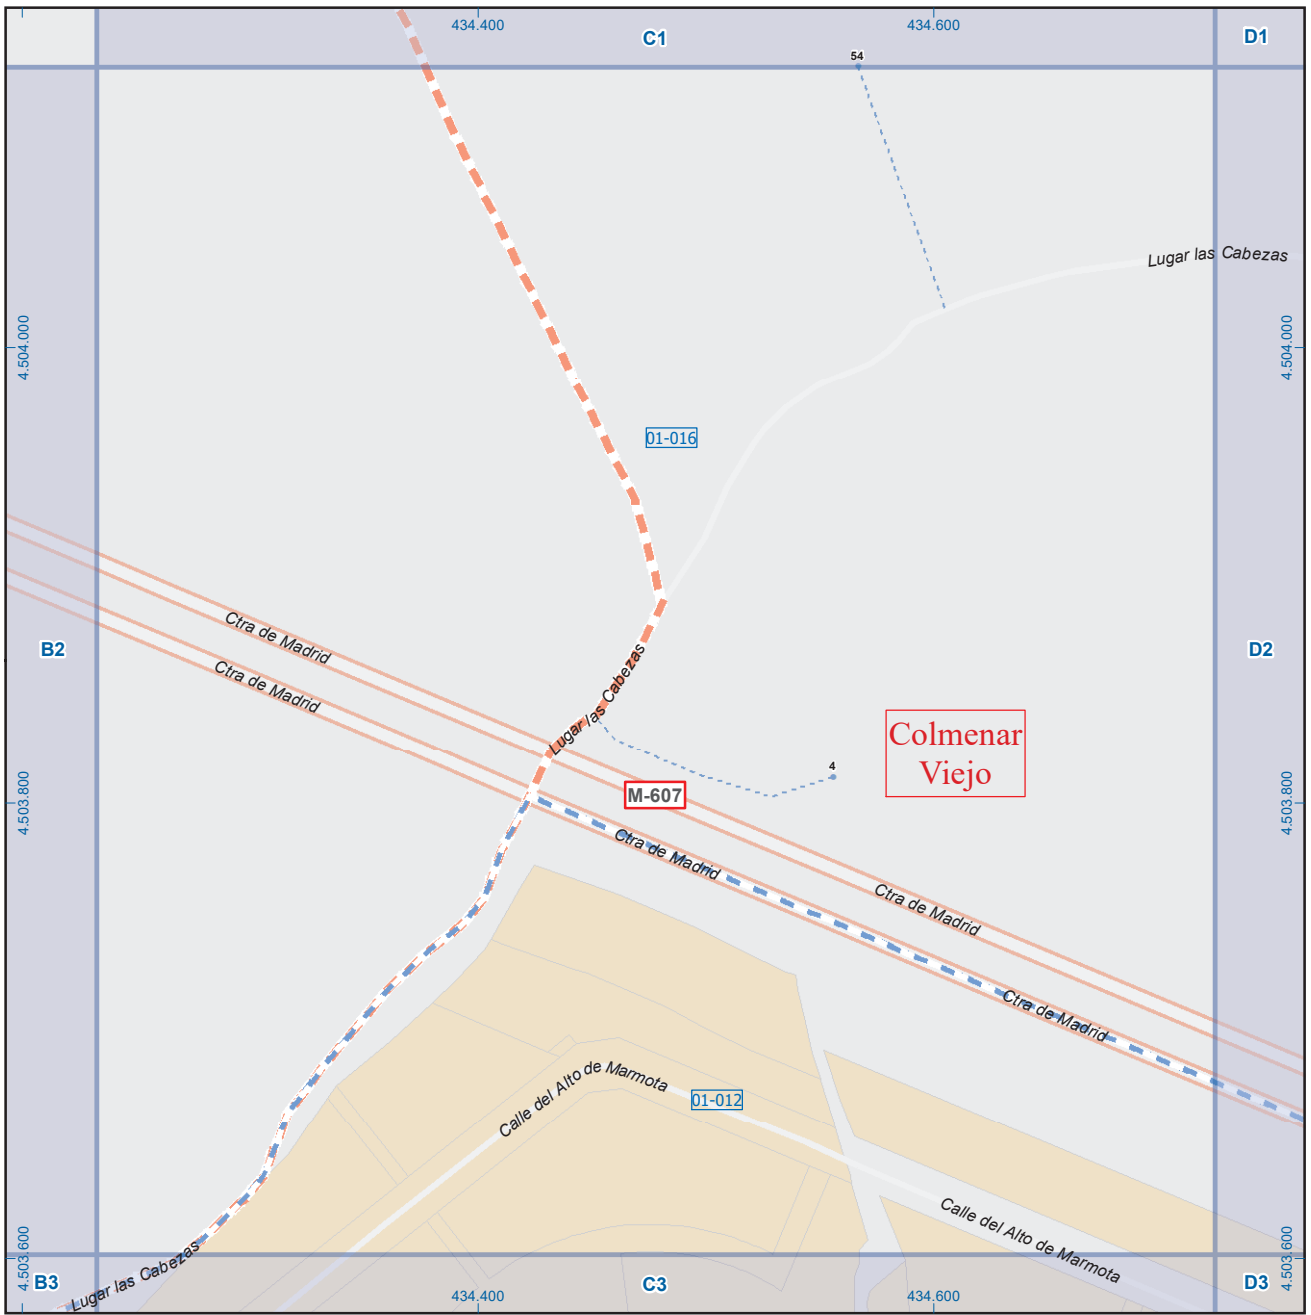 434.400
C1
434.600
D1
54
Lugar las Cabezas
4.504.000
4.504.000
01-016
Ctra de Madrid
B2
Ctra de Madrid
Lugar las Cabezas
D2
Colmenar
Viejo
4
M-607
4.503.800
4.503.800
Ctra de Madrid
Ctra de Madrid
Ctra de Madrid
Calle del Alto de Marmota
01-012
Calle del Alto de Marmota
4.503.600
4.503.600
Lugar las Cabezas
B3
434.400
C3
434.600
D3